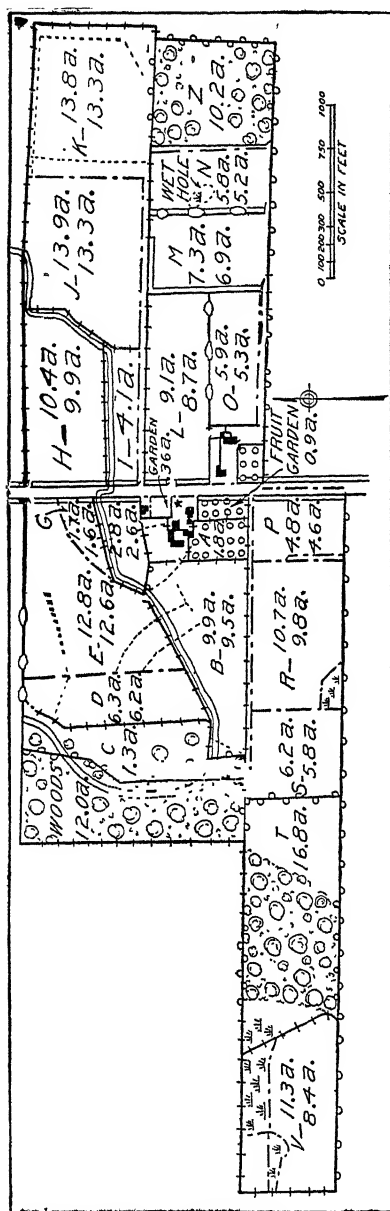 K-13.8a.
13.3a.
J-13.9a.
13.3a.
H-10.4a.
9.9a.
I-4.1a.
Z
10.2a.
WET
HOLE
N
5.8a.
5.2a.
M
7.3a.
6.9a.
L-9.1a.
8.7a.
O-5.9a.
5.3a.
GARDEN
.36a.
FRUIT
GARDEN
0.9a.
G
1.7a.
1.6a.
2.8a.
2.6a.
E-12.8a.
12.6a.
D
6.3a.
6.2a.
C
1.3a.
WOODS
12.0a.
A
1.8a.
B-9.9a.
9.5a.
P
4.8a.
4.6a.
R-10.7a.
9.8a.
S-6.2a.
5.8a.
T
16.8a.
V-11.3a.
8.4a.
0 100 200 300 500 750 1000
SCALE IN FEET